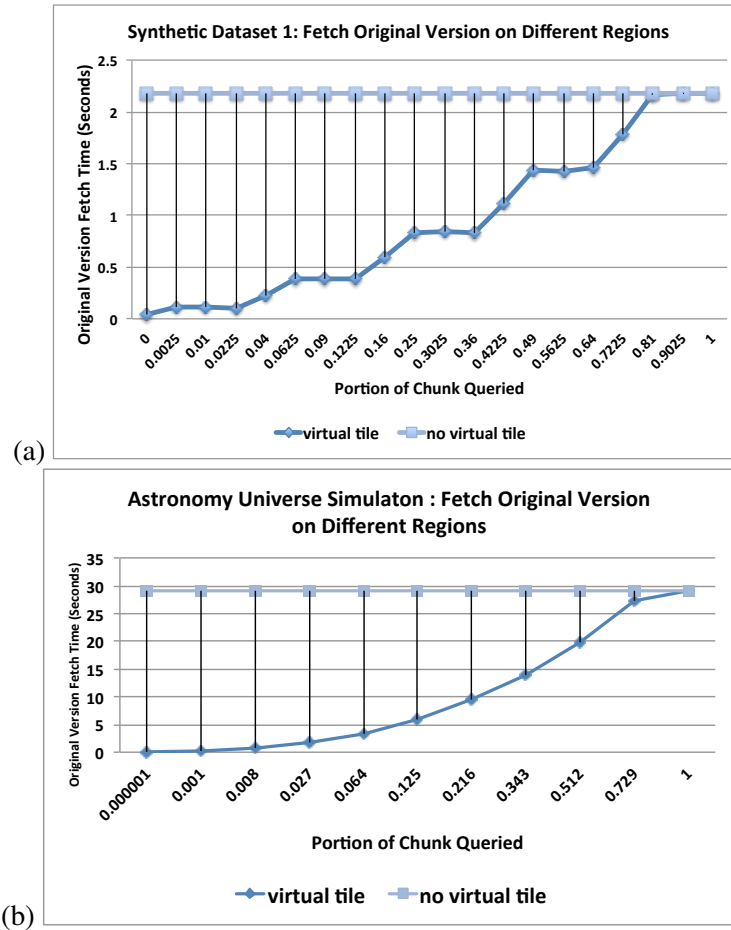 Synthetic Dataset 1: Fetch Original Version on Different Regions
Original Version Fetch Time (Seconds)
2.5
2
1.5
1
0.5
0
0 0.0025 0.01 0.0225 0.04 0.0625 0.09 0.1225 0.16 0.25 0.3025 0.36 0.4225 0.49 0.5625 0.64 0.7225 0.81 0.9025 1
Portion of Chunk Queried
virtual tile no virtual tile
(a)
Astronomy Universe Simulaton : Fetch Original Version
on Different Regions
Original Version Fetch Time (Seconds)
35
30
25
20
15
10
5
0
0.000001 0.001 0.008 0.027 0.064 0.125 0.216 0.343 0.512 0.729 1
Portion of Chunk Queried
virtual tile no virtual tile
(b)